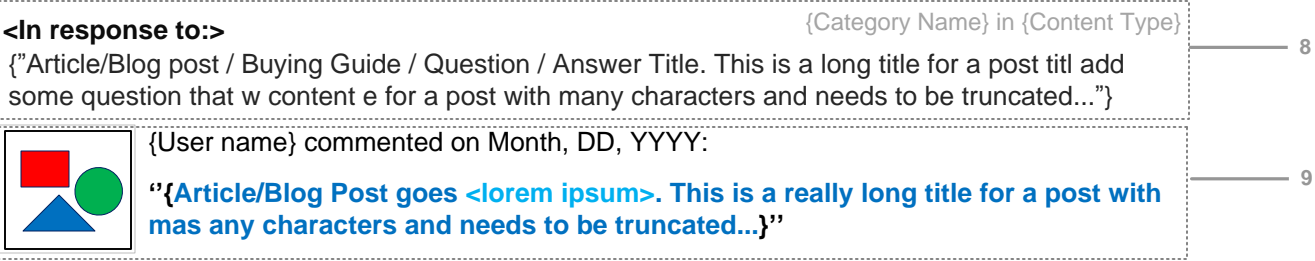 <In response to:>
{Category Name} in {Content Type}
8
{”Article/Blog post / Buying Guide / Question / Answer Title. This is a long title for a post titl add
some question that w content e for a post with many characters and needs to be truncated...”}
{User name} commented on Month, DD, YYYY:
‘’{Article/Blog Post goes <lorem ipsum>. This is a really long title for a post with
9
mas any characters and needs to be truncated...}’’